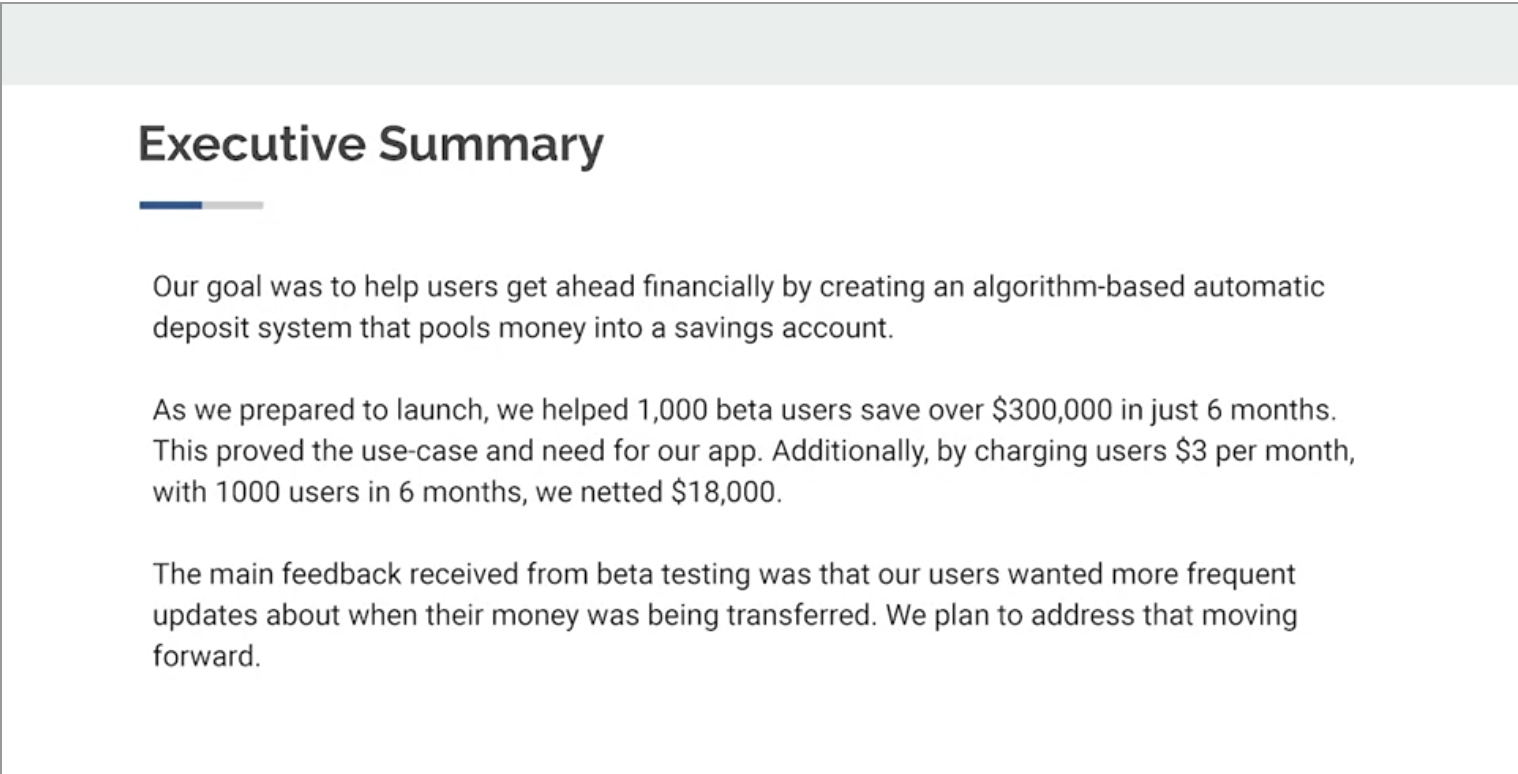 Executive Summary
Our goal was to help users get ahead financially by creating an algorithm-based automatic
deposit system that pools money into a savings account.
As we prepared to launch, we helped 1,000 beta users save over $300,000 in just 6 months.
This proved the use-case and need for our app. Additionally, by charging users $3 per month,
with 1000 users in 6 months, we netted $18,000.
The main feedback received from beta testing was that our users wanted more frequent
updates about when their money was being transferred. We plan to address that moving
forward.